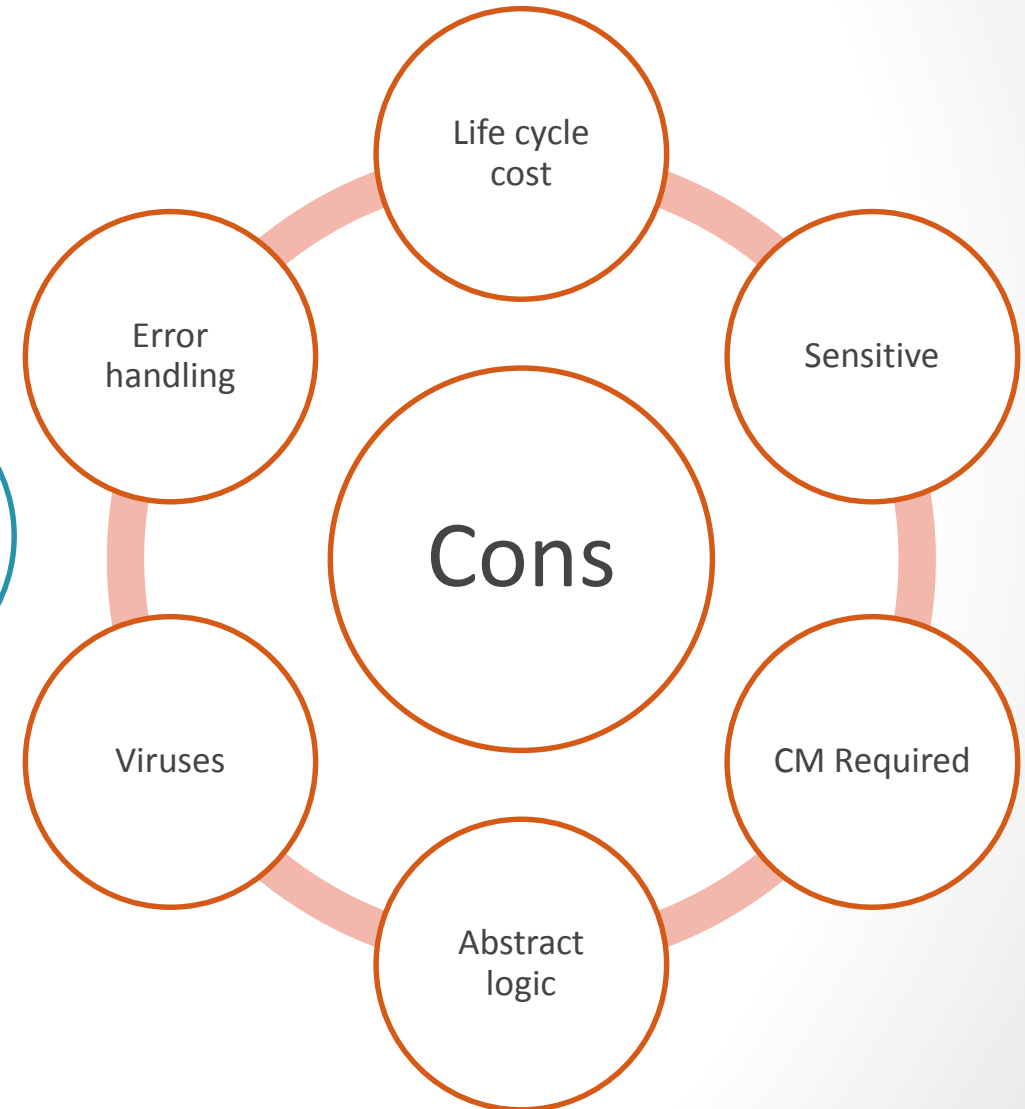 Life cycle
cost
Error
handling
Sensitive
Cons
Viruses
CM Required
Abstract
logic